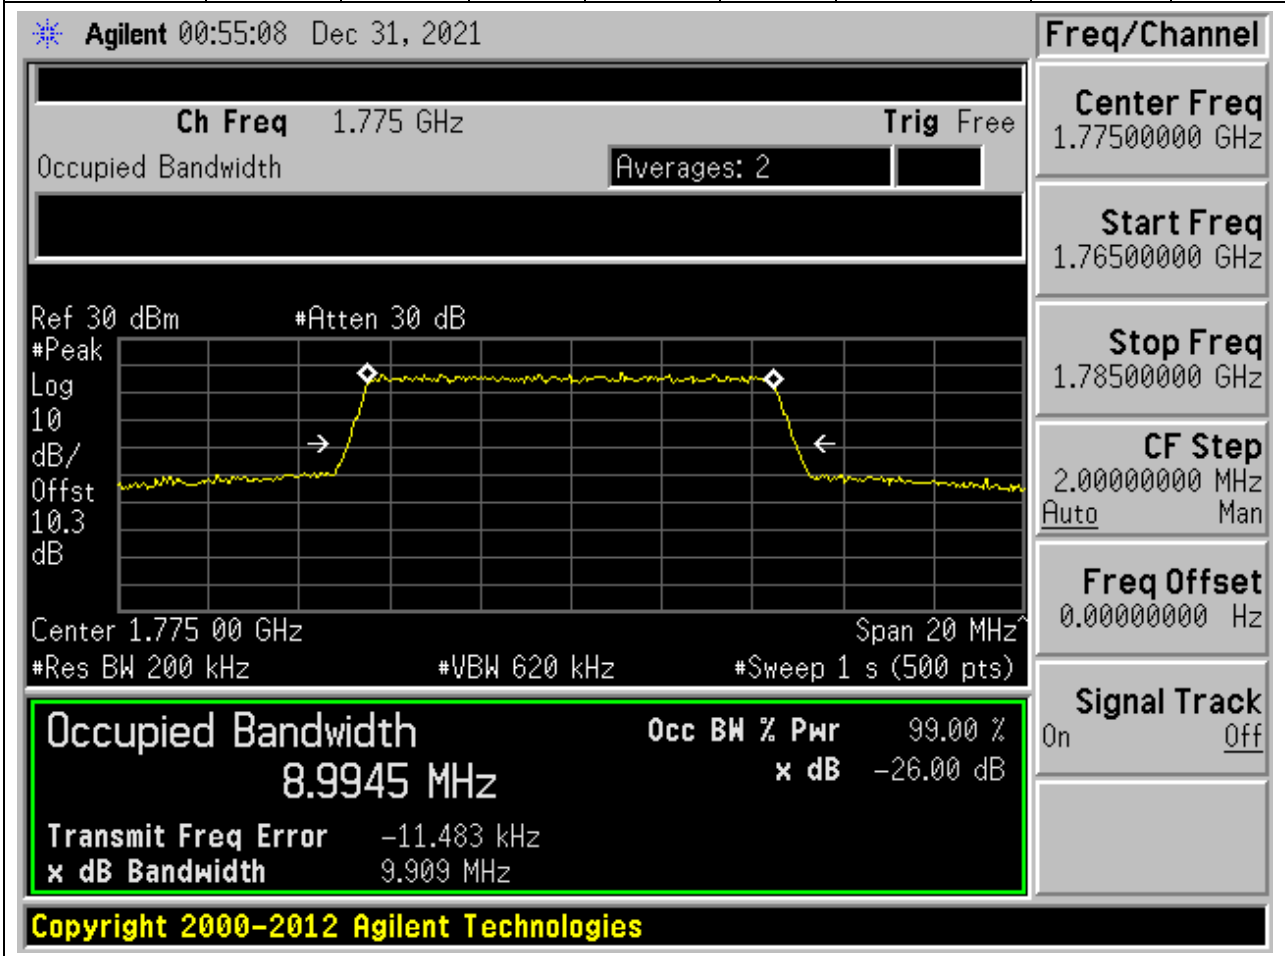 Agilent 00:55:08 Dec 31, 2021
Freq/Channel
Ch Freq 1.775 GHz Trig Free
Occupied Bandwidth Averages: 2
Center Freq
1.77500000 GHz
Start Freq
1.76500000 GHz
Stop Freq
1.78500000 GHz
CF Step
2.00000000 MHz
Auto Man
Freq Offset
0.00000000 Hz
Signal Track
On Off
Ref 30 dBm #Atten 30 dB
#Peak
Log
10
dB/
Offst
10.3
dB
Center 1.775 00 GHz Span 20 MHz^
#Res BW 200 kHz #VBW 620 kHz #Sweep 1 s (500 pts)
Occupied Bandwidth Occ BW % Pwr 99.00 %
8.9945 MHz x dB -26.00 dB
Transmit Freq Error -11.483 kHz
x dB Bandwidth 9.909 MHz
Copyright 2000-2012 Agilent Technologies